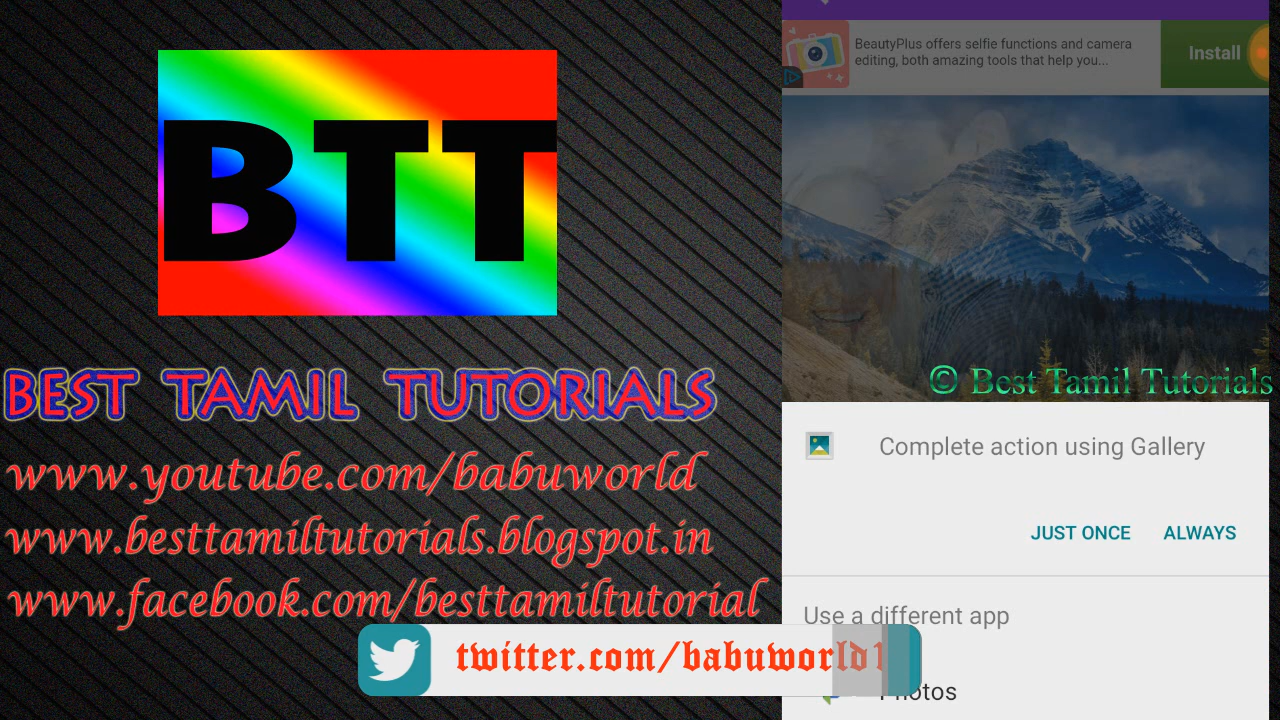 BTT
BEST TAMIL TUTORIALS
www.youtube.com/babuworld
www.besttamiltutorials.blogspot.in
www.facebook.com/besttamiltutorial
twitter.com/babuworld1
BeautyPlus offers selfie functions and camera
editing, both amazing tools that help you...
Install
© Best Tamil Tutorials
Complete action using Gallery
JUST ONCE ALWAYS
Use a different app
Photos